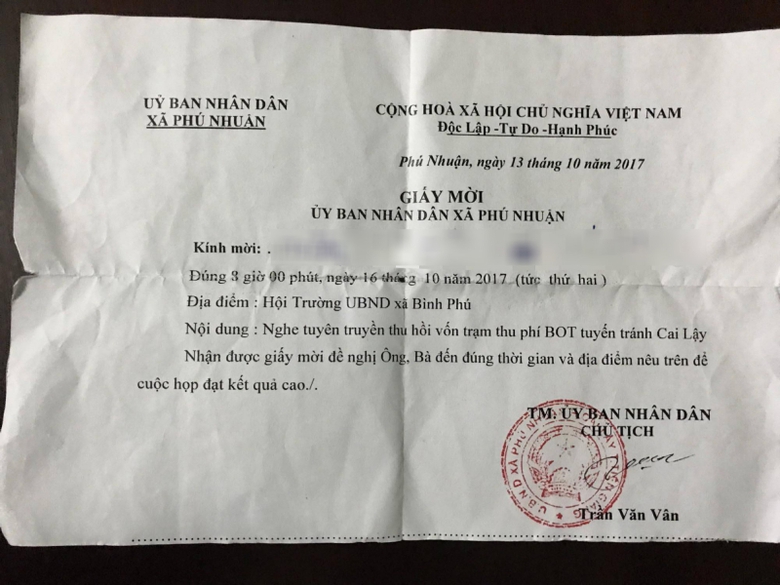 UỶ BAN NHÂN DÂN
XÃ PHÚ NHUẬN
CỘNG HOÀ XÃ HỘI CHỦ NGHĨA VIỆT NAM
Độc Lập -Tự Do -Hạnh Phúc
Phú Nhuận, ngày 13 tháng 10 năm 2017
GIẤY MỜI
ỦY BAN NHÂN DÂN XÃ PHÚ NHUẬN
Kính mời: .
Đúng 8 giờ 00 phút, ngày 16 tháng 10 năm 2017 (tức thứ hai )
Địa điểm : Hội Trường UBND xã Bình Phú
Nội dung : Nghe tuyên truyền thu hồi vốn trạm thu phí BOT tuyến tránh Cai Lậy
Nhận được giấy mời đề nghị Ông, Bà đến đúng thời gian và địa điểm nêu trên để
cuộc họp đạt kết quả cao./.
TM. ỦY BAN NHÂN DÂN
CHỦ TỊCH
U.B.N.D XÃ PHÚ
Trần Văn Vân